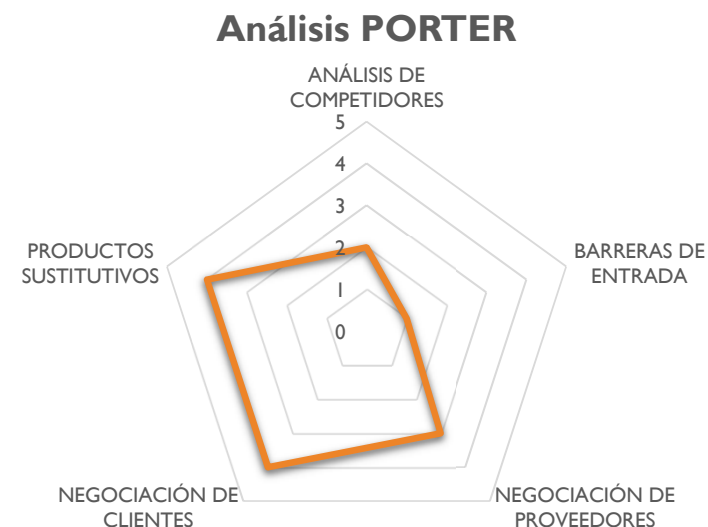 Análisis PORTER
ANÁLISIS DE
COMPETIDORES
5
4
3
2
1
0
PRODUCTOS
SUSTITUTIVOS
BARRERAS DE
ENTRADA
NEGOCIACIÓN DE
CLIENTES
NEGOCIACIÓN DE
PROVEEDORES